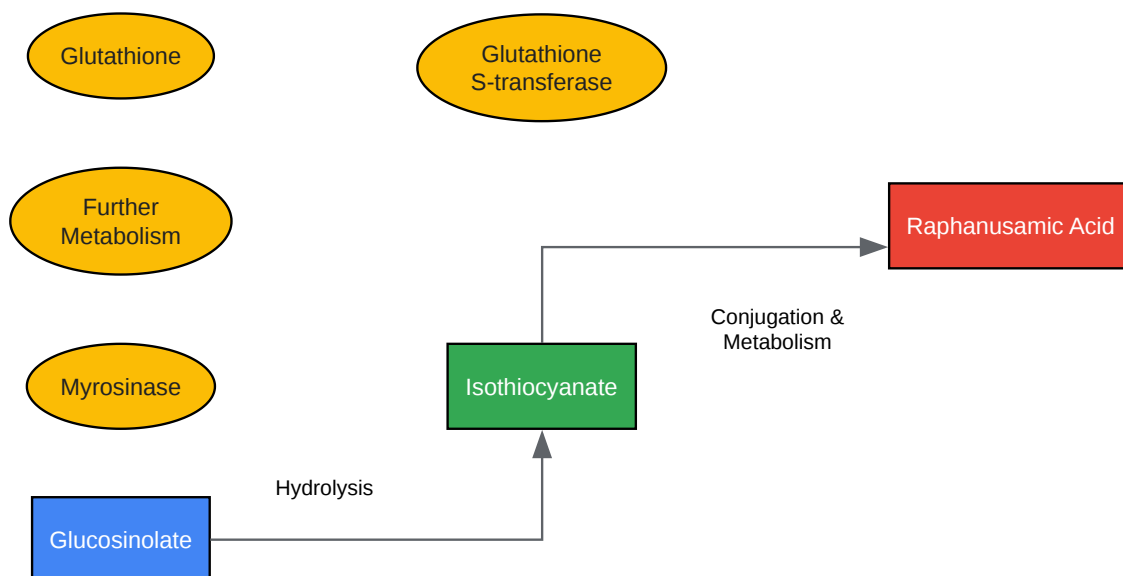 Glutathione
Glutathione
S-transferase
Further
Metabolism
Raphanusamic Acid
Conjugation &
Metabolism
Myrosinase
Isothiocyanate
Hydrolysis
Glucosinolate